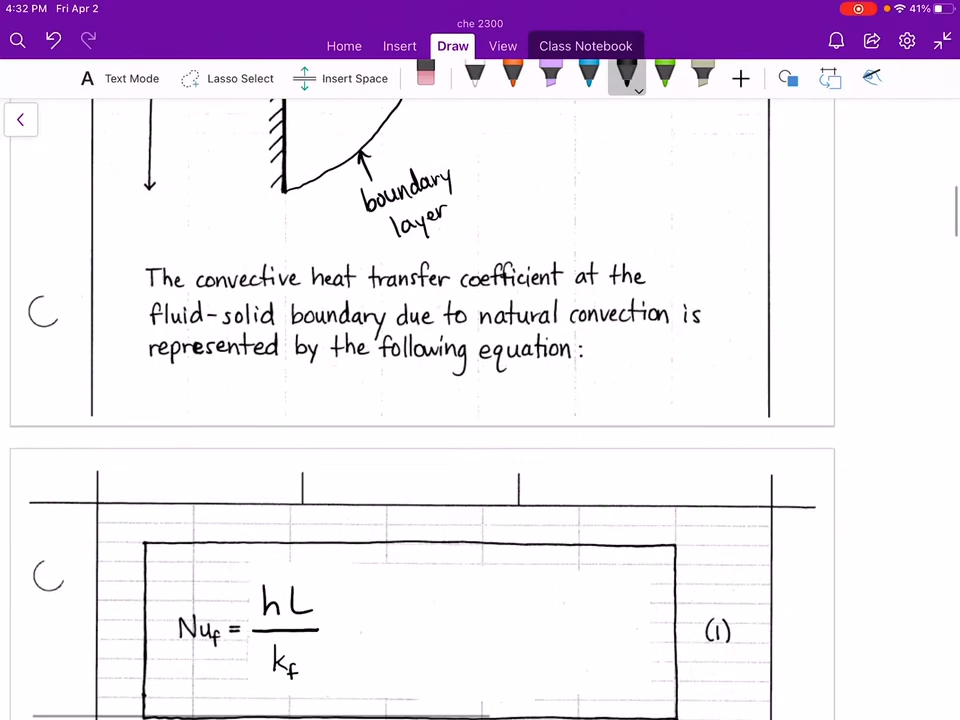 4:32 PM Fri Apr 2
41%
che 2300
Home Insert Draw View Class Notebook
A Text Mode Lasso Select Insert Space
boundary
layer
The convective heat transfer coefficient at the
fluid-solid boundary due to natural convection is
represented by the following equation:
Nu_f = hL / k_f (1)